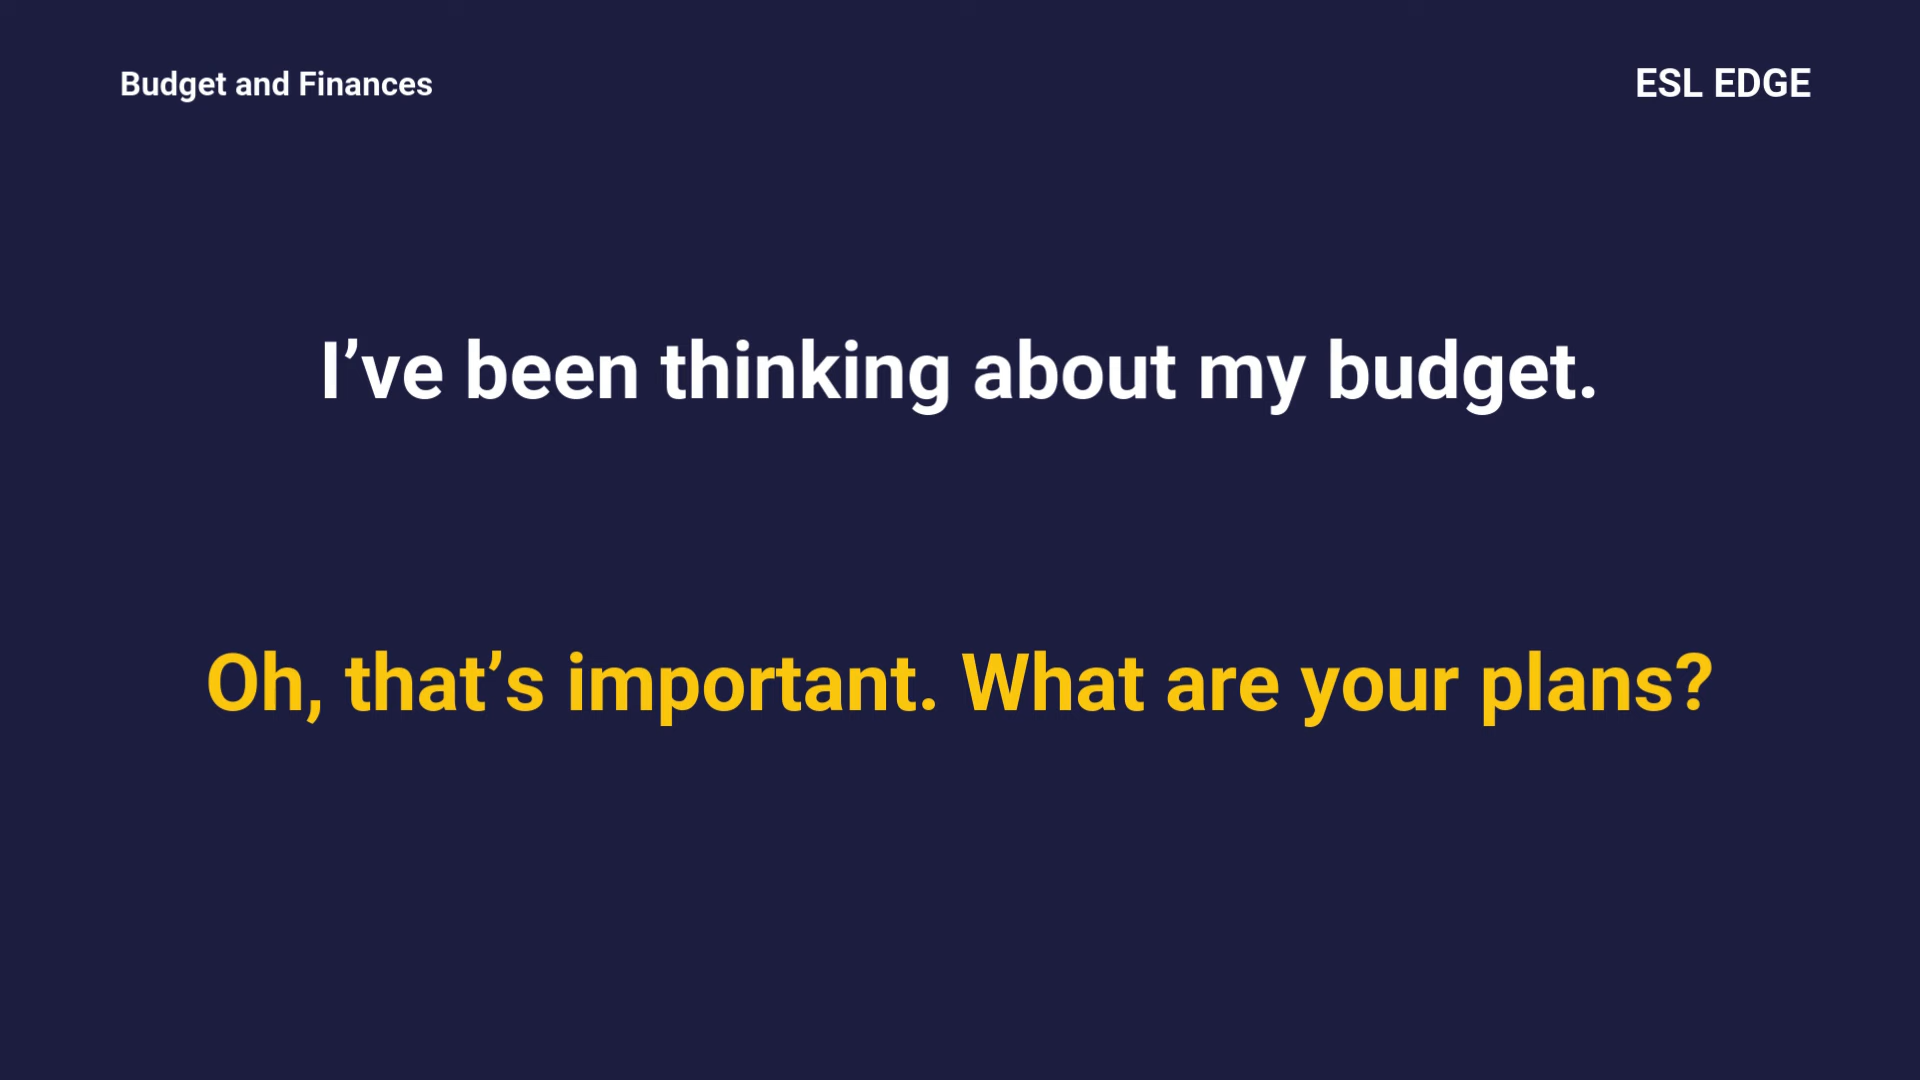 Budget and Finances
ESL EDGE
I’ve been thinking about my budget.
Oh, that’s important. What are your plans?